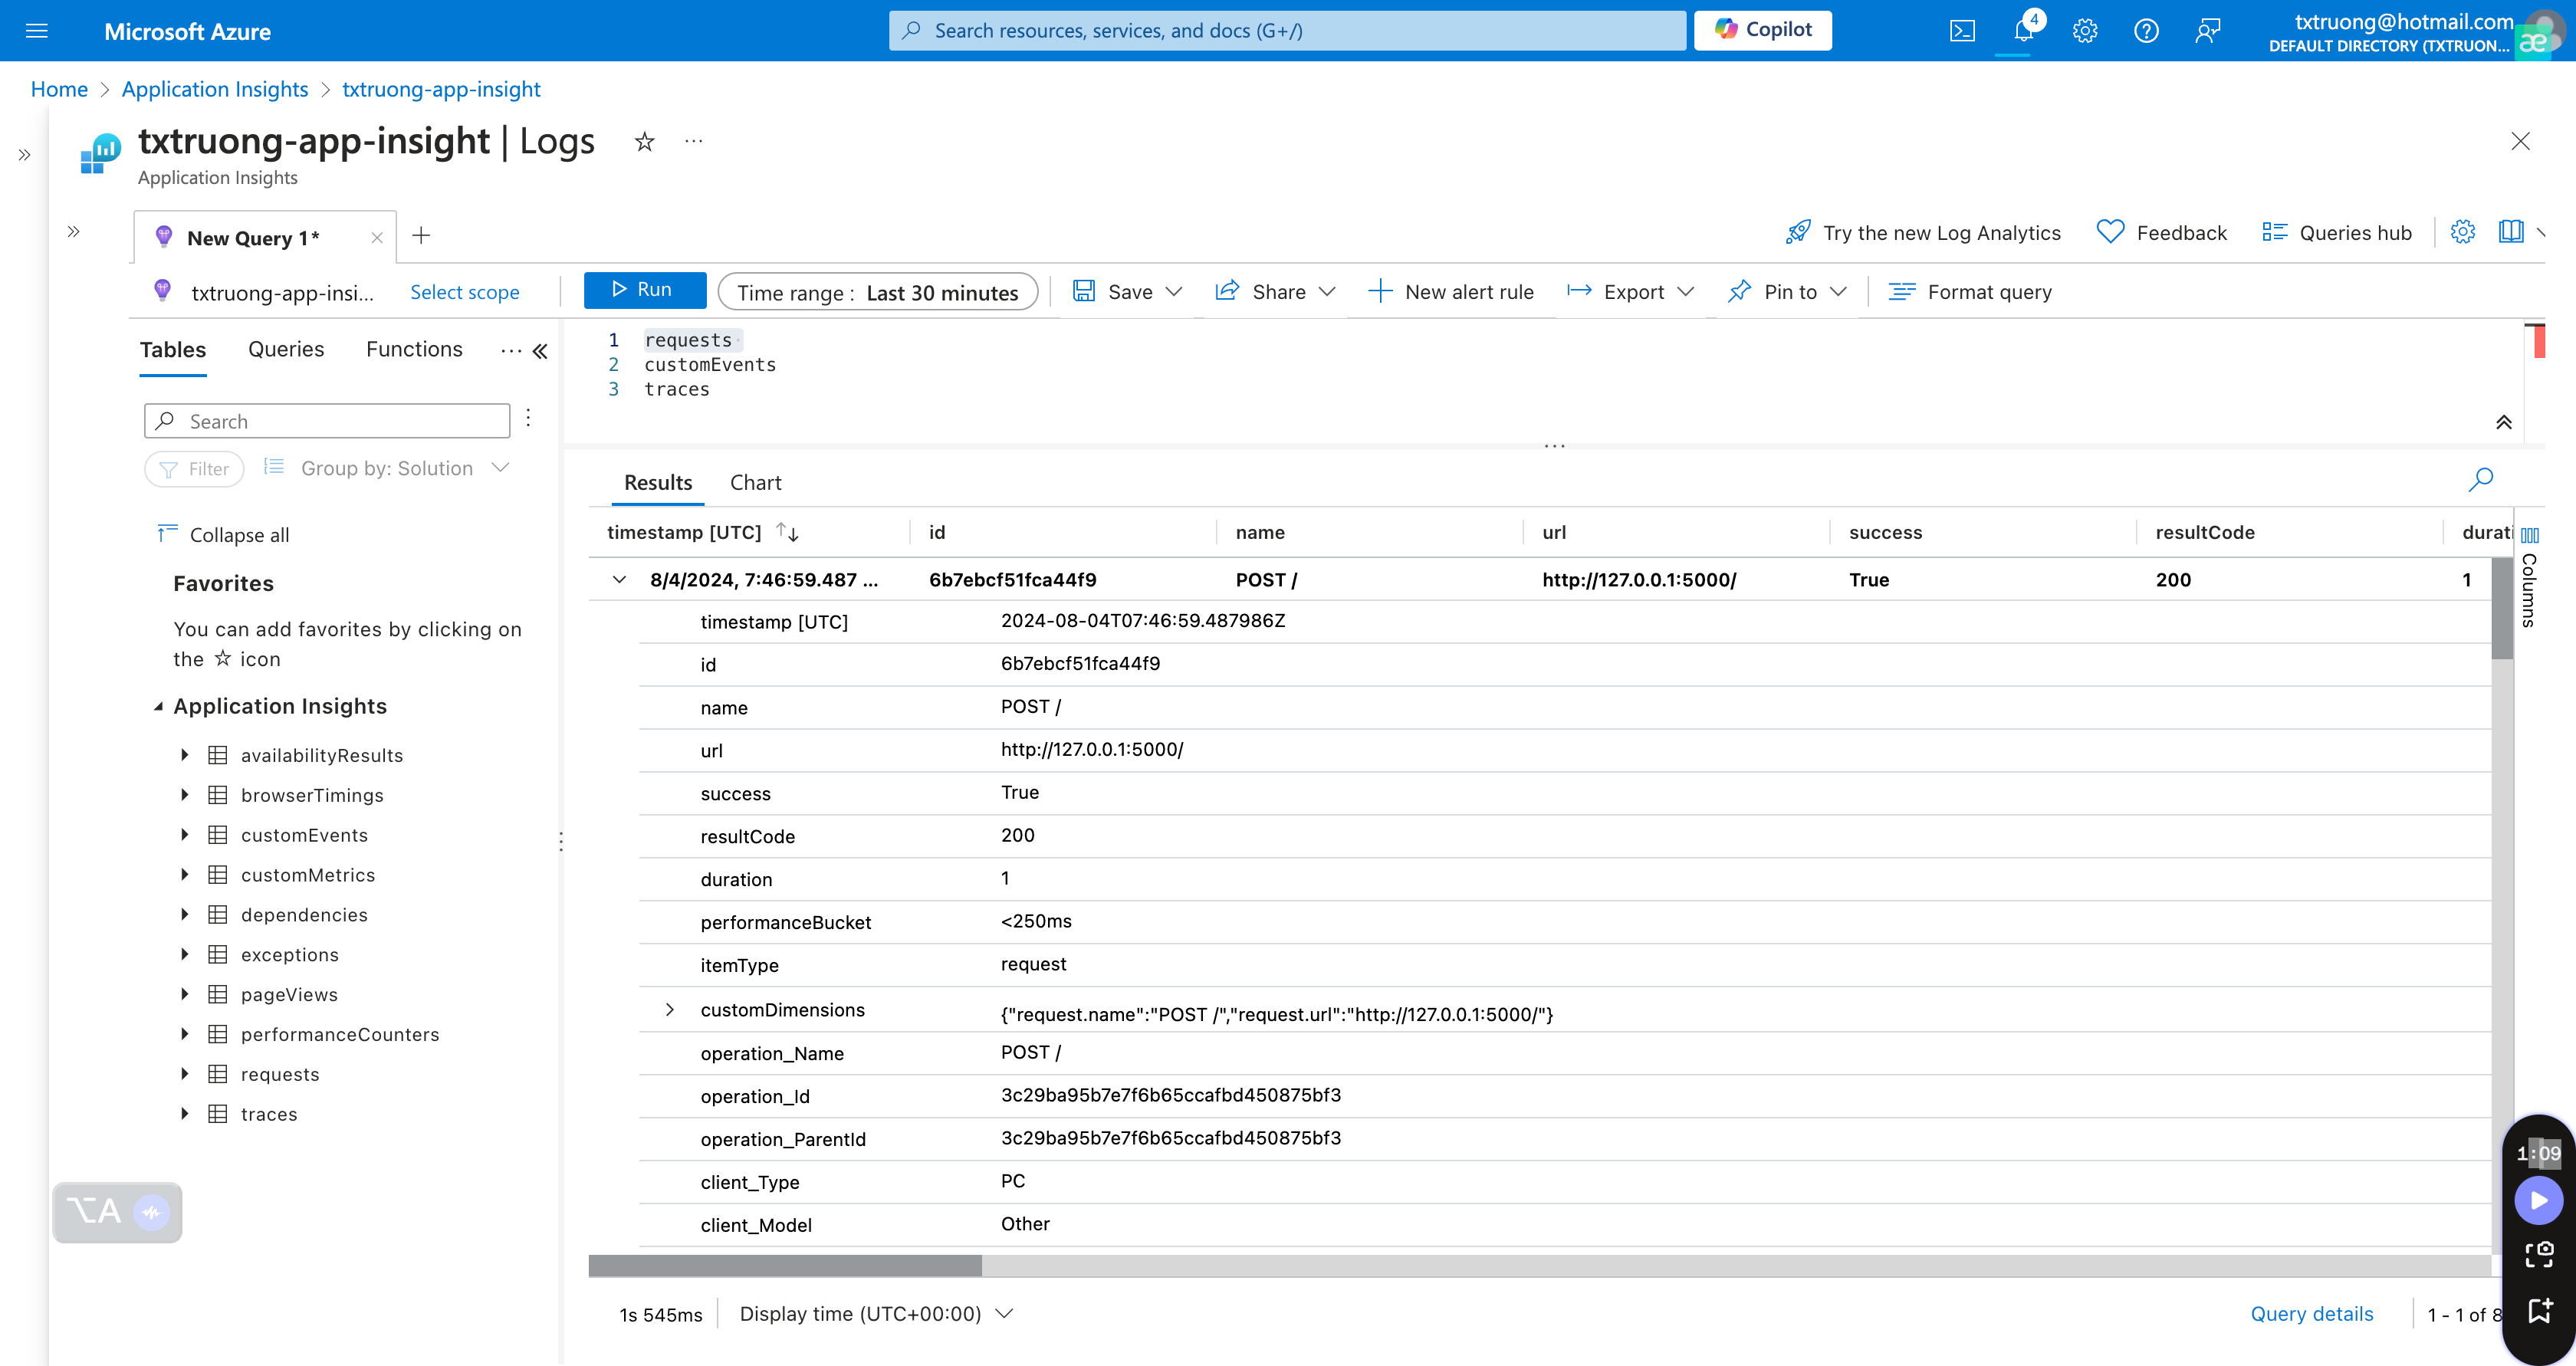 Microsoft Azure
Search resources, services, and docs (G+/)
Copilot
4
txtruong@hotmail.com
DEFAULT DIRECTORY (TXTRUON...
æ
Home > Application Insights > txtruong-app-insight
txtruong-app-insight | Logs
Application Insights
New Query 1*
Try the new Log Analytics
Feedback
Queries hub
txtruong-app-insi...
Select scope
Run
Time range : Last 30 minutes
Save
Share
New alert rule
Export
Pin to
Format query
Tables
Queries
Functions
1 requests
2 customEvents
3 traces
Search
Filter
Group by: Solution
Collapse all
Favorites
You can add favorites by clicking on
the ☆ icon
Application Insights
availabilityResults
browserTimings
customEvents
customMetrics
dependencies
exceptions
pageViews
performanceCounters
requests
traces
Results
Chart
timestamp [UTC] id name url success resultCode durati
8/4/2024, 7:46:59.487 ... 6b7ebcf51fca44f9 POST / http://127.0.0.1:5000/ True 200 1
timestamp [UTC] 2024-08-04T07:46:59.487986Z
id 6b7ebcf51fca44f9
name POST /
url http://127.0.0.1:5000/
success True
resultCode 200
duration 1
performanceBucket <250ms
itemType request
customDimensions {"request.name":"POST /","request.url":"http://127.0.0.1:5000/"}
operation_Name POST /
operation_Id 3c29ba95b7e7f6b65ccafbd450875bf3
operation_ParentId 3c29ba95b7e7f6b65ccafbd450875bf3
client_Type PC
client_Model Other
Columns
1s 545ms
Display time (UTC+00:00)
Query details
1 - 1 of 8
⌥A
1:09